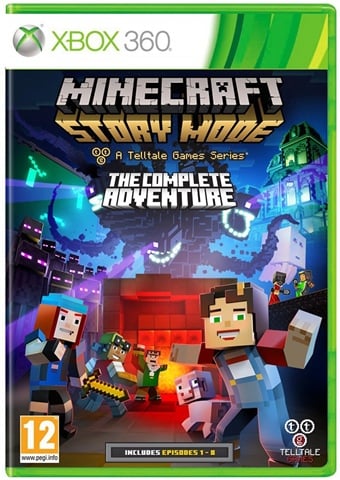 XBOX 360.
MINECRAFT
STORY MODE
A Telltale Games Series
THE COMPLETE
ADVENTURE
12
www.pegi.info
INCLUDES EPISODES 1 - 8
TELLTALE
GAMES